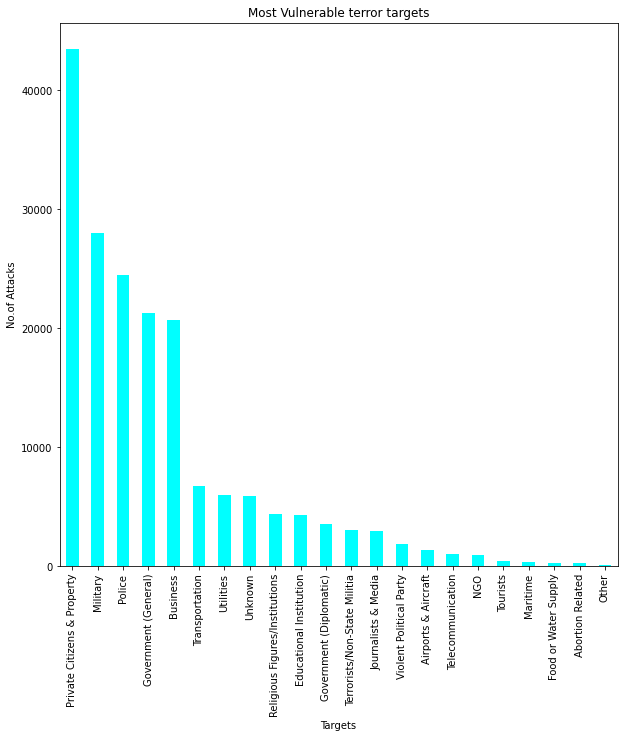 Most Vulnerable terror targets
40000
30000
20000
10000
0
No.of Attacks
Private Citizens & Property
Military
Police
Government (General)
Business
Transportation
Utilities
Unknown
Religious Figures/Institutions
Educational Institution
Government (Diplomatic)
Terrorists/Non-State Militia
Journalists & Media
Violent Political Party
Airports & Aircraft
Telecommunication
NGO
Tourists
Maritime
Food or Water Supply
Abortion Related
Other
Targets